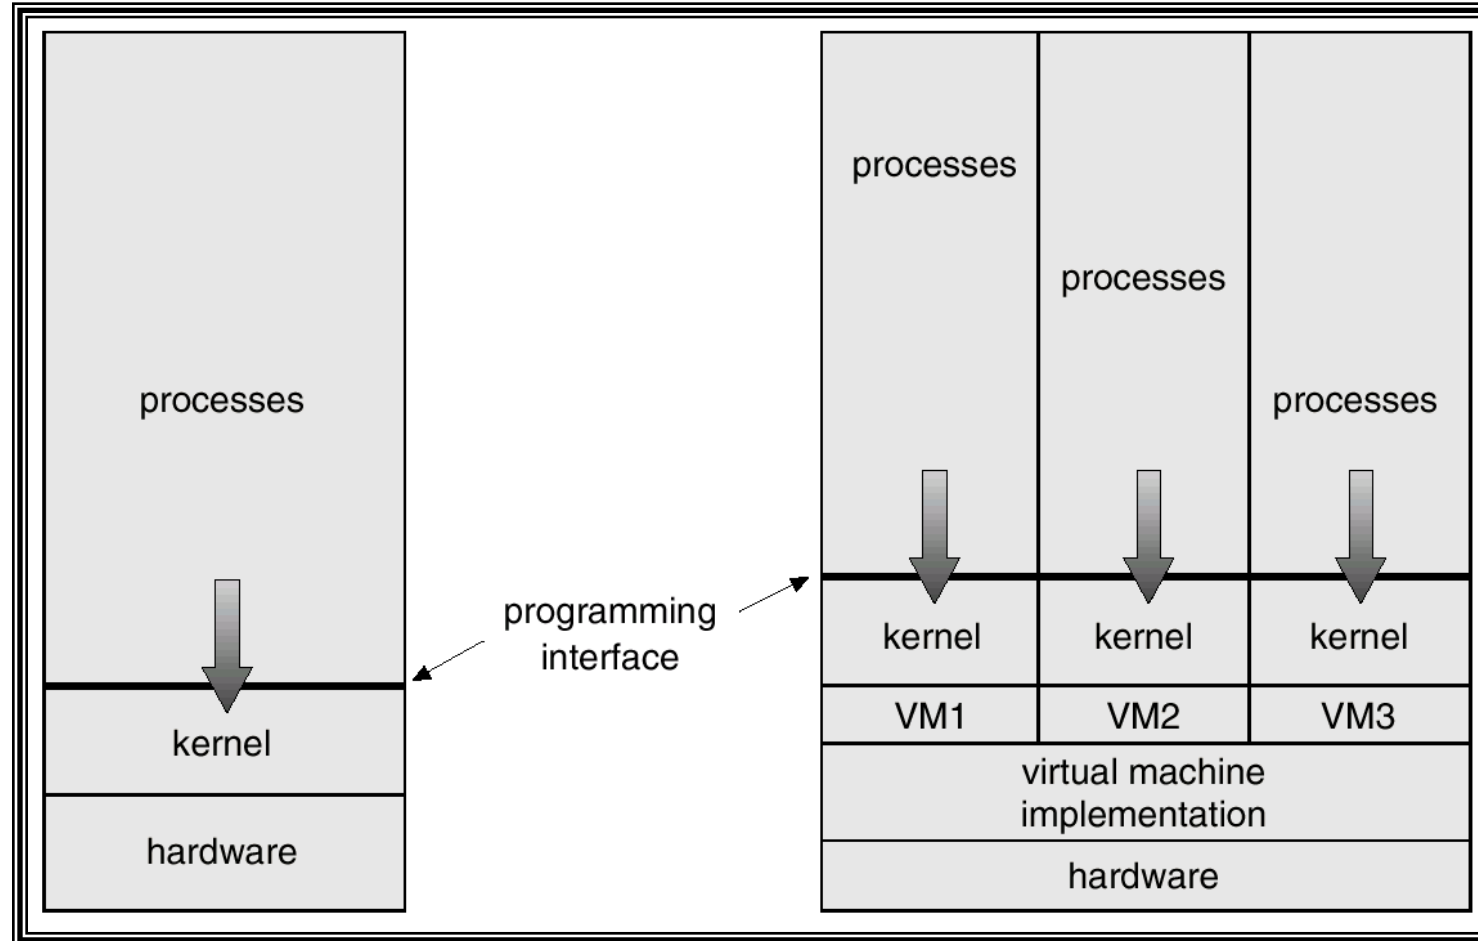 processes
kernel
hardware
programming
interface
processes
processes
processes
kernel
kernel
kernel
VM1
VM2
VM3
virtual machine
implementation
hardware